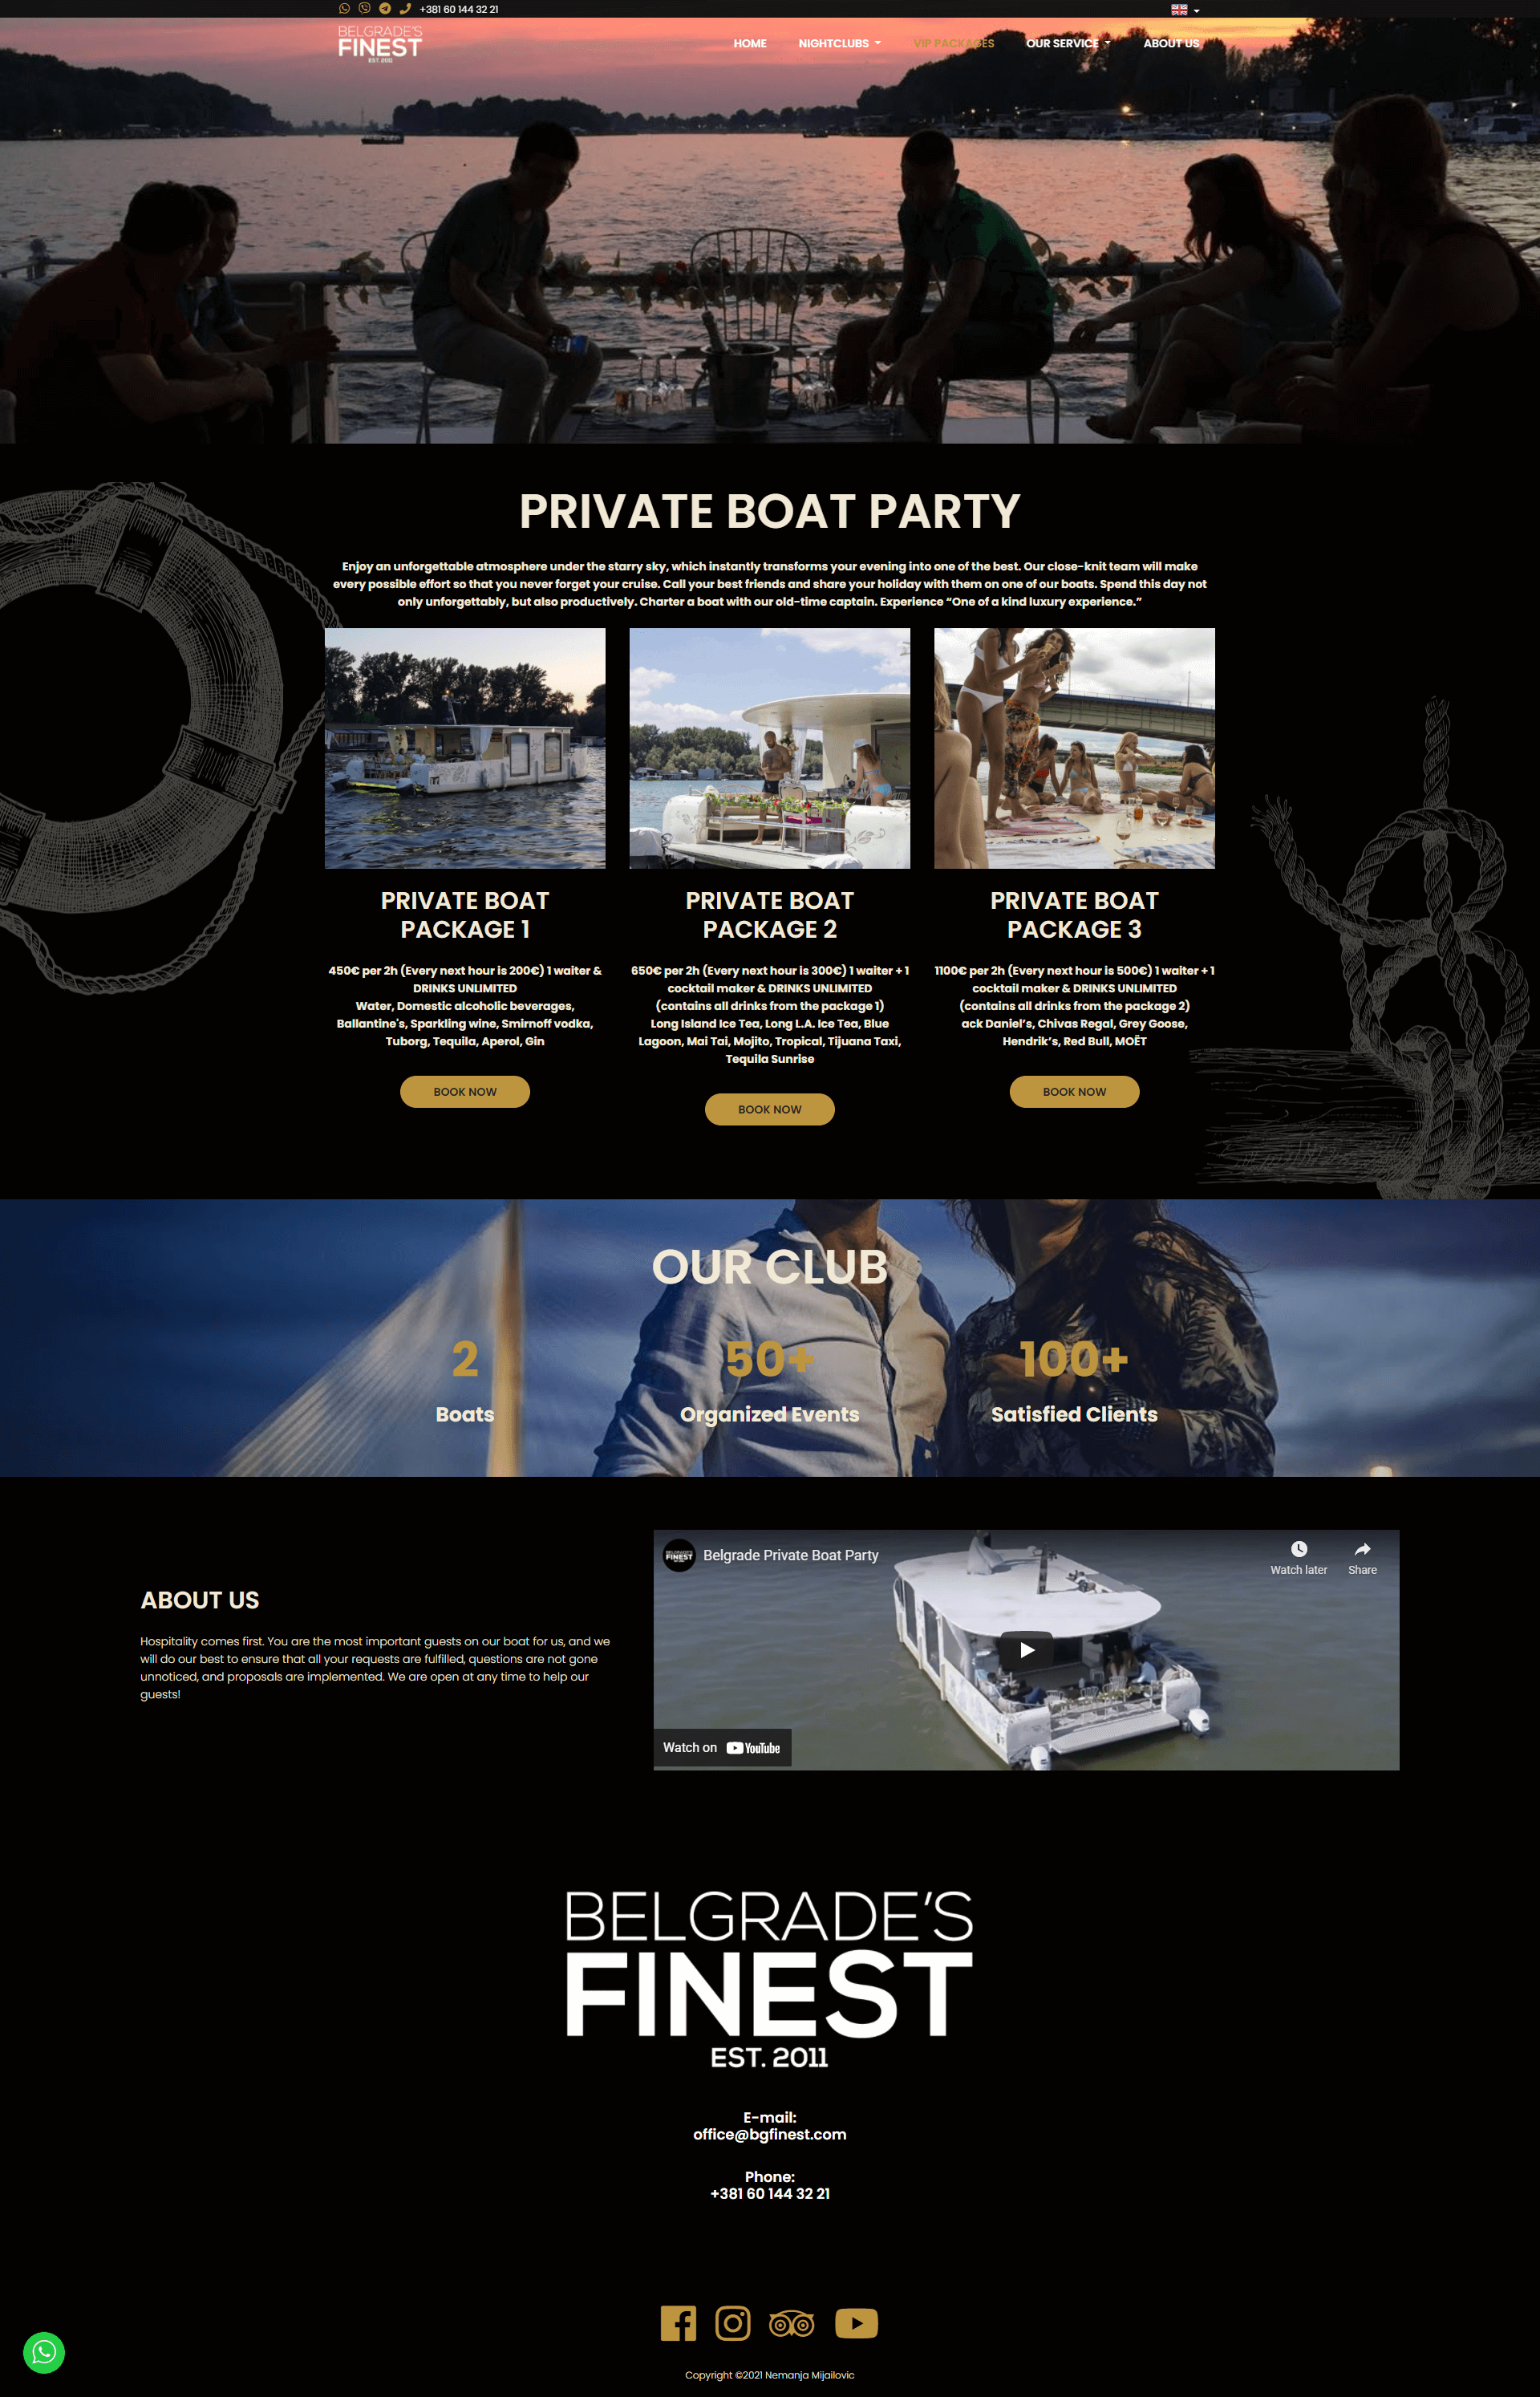 +381 60 144 32 21
BELGRADE'S
FINEST
EST. 2011
HOME
NIGHTCLUBS
VIP PACKAGES
OUR SERVICE
ABOUT US
PRIVATE BOAT PARTY
Enjoy an unforgettable atmosphere under the starry sky, which instantly transforms your evening into one of the best. Our close-knit team will make
every possible effort so that you never forget your cruise. Call your best friends and share your holiday with them on one of our boats. Spend this day not
only unforgettably, but also productively. Charter a boat with our old-time captain. Experience “One of a kind luxury experience.”
PRIVATE BOAT
PACKAGE 1
450€ per 2h (Every next hour is 200€) 1 waiter &
DRINKS UNLIMITED
Water, Domestic alcoholic beverages,
Ballantine's, Sparkling wine, Smirnoff vodka,
Tuborg, Tequila, Aperol, Gin
BOOK NOW
PRIVATE BOAT
PACKAGE 2
650€ per 2h (Every next hour is 300€) 1 waiter + 1
cocktail maker & DRINKS UNLIMITED
(contains all drinks from the package 1)
Long Island Ice Tea, Long L.A. Ice Tea, Blue
Lagoon, Mai Tai, Mojito, Tropical, Tijuana Taxi,
Tequila Sunrise
BOOK NOW
PRIVATE BOAT
PACKAGE 3
1100€ per 2h (Every next hour is 500€) 1 waiter + 1
cocktail maker & DRINKS UNLIMITED
(contains all drinks from the package 2)
ack Daniel’s, Chivas Regal, Grey Goose,
Hendrik’s, Red Bull, MOËT
BOOK NOW
OUR CLUB
2
Boats
50+
Organized Events
100+
Satisfied Clients
ABOUT US
Hospitality comes first. You are the most important guests on our boat for us, and we
will do our best to ensure that all your requests are fulfilled, questions are not gone
unnoticed, and proposals are implemented. We are open at any time to help our
guests!
BELGRADE'S
FINEST
Belgrade Private Boat Party
Watch later
Share
Watch on YouTube
BELGRADE'S
FINEST
EST. 2011
E-mail:
office@bgfinest.com
Phone:
+381 60 144 32 21
Copyright ©2021 Nemanja Mijailovic